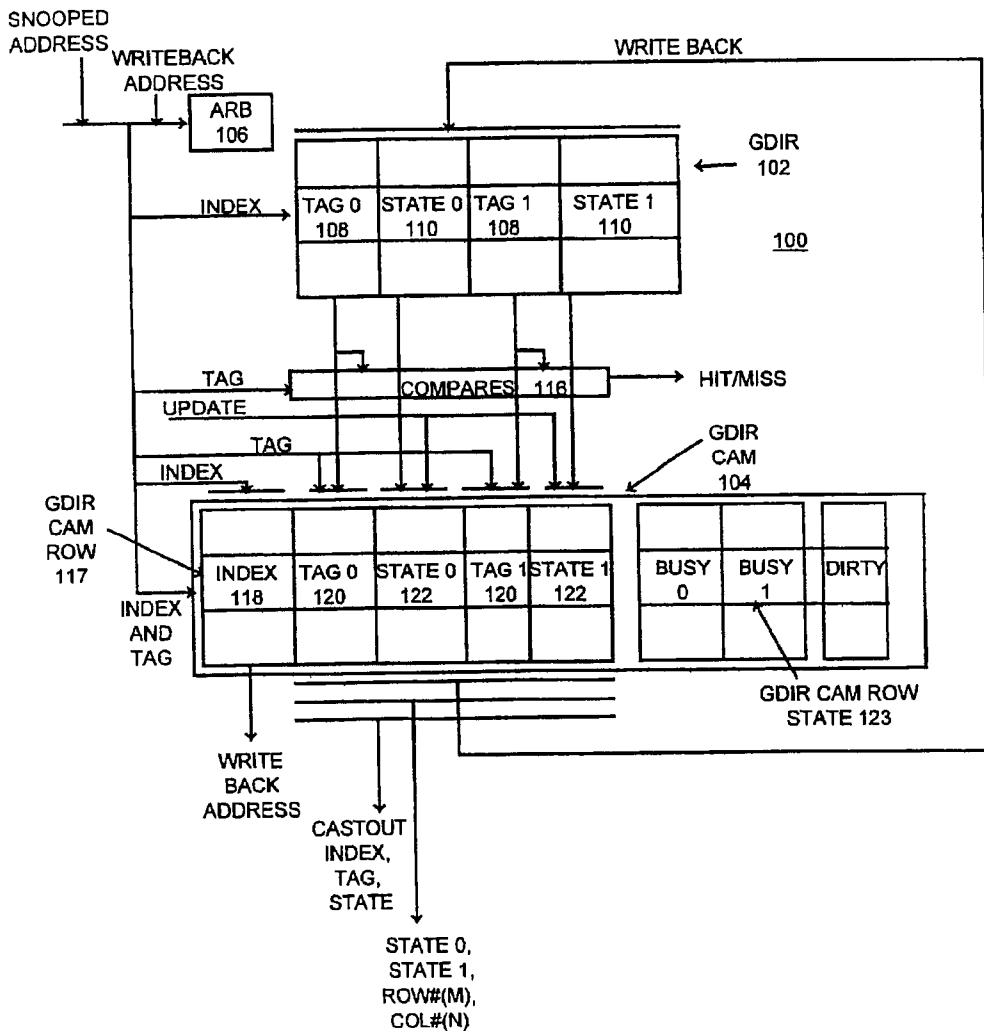 SNOOPED
ADDRESS
WRITEBACK
ADDRESS
ARB
106
WRITE BACK
GDIR
102
INDEX
TAG 0
108
STATE 0
110
TAG 1
108
STATE 1
110
100
TAG
COMPARES 116
HIT/MISS
UPDATE
TAG
INDEX
GDIR
CAM
104
GDIR
CAM
ROW
117
INDEX
118
TAG 0
120
STATE 0
122
TAG 1
120
STATE 1
122
BUSY
0
BUSY
1
DIRTY
INDEX
AND
TAG
GDIR CAM ROW
STATE 123
WRITE
BACK
ADDRESS
CASTOUT
INDEX,
TAG,
STATE
STATE 0,
STATE 1,
ROW#(M),
COL#(N)